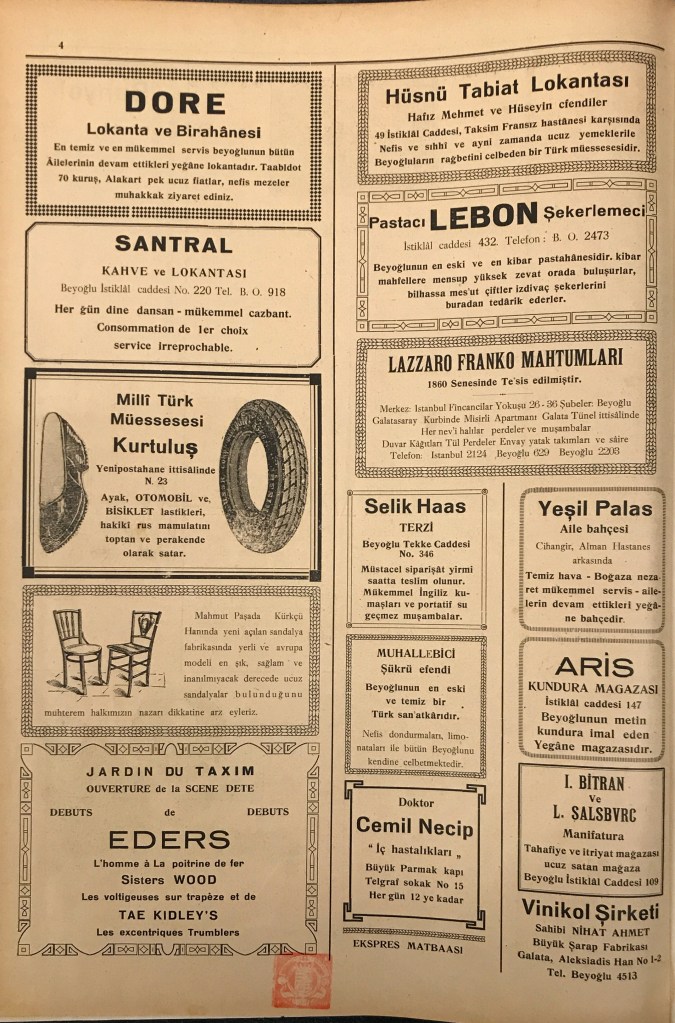 4
DORE
Lokanta ve Birahânesi
En temiz ve en mükemmel servis beyoğlunun bütün
Âilelerinin devam ettikleri yegâne lokantadır. Taabidot
70 kuruş, Alakart pek ucuz fiatlar, nefis mezeler
muhakkak ziyaret ediniz.
SANTRAL
KAHVE ve LOKANTASI
Beyoğlu İstiklâl caddesi No. 220 Tel. B. O. 918
Her gün dine dansan - mükemmel cazbant.
Consommation de 1er choix
service irreprochable.
Millî Türk
Müessesesi
Kurtuluş
Yenipostahane ittisâlinde
N. 23
Ayak, OTOMOBİL ve.
BİSİKLET lastikleri,
hakikî rus mamulatını
toptan ve perakende
olarak satar.
Mahmut Paşada Kürkçü
Hanında yeni açılan sandalya
fabrikasında yerli ve avrupa
modeli en şık, sağlam ve
inanılmıyacak derecede ucuz
sandalyalar bulunduğunu
muhterem halkımızın nazarı dikkatine arz eyleriz.
JARDIN DU TAXIM
OUVERTURE de la SCENE DETE
DEBUTS de DEBUTS
EDERS
L'homme à La poitrine de fer
Sisters WOOD
Les voltigeuses sur trapèze et de
TAE KIDLEY'S
Les excentriques Trumblers
Hüsnü Tabiat Lokantası
Hafız Mehmet ve Hüseyin efendiler
49 İstiklâl Caddesi, Taksim Fransız hastânesi karşısında
Nefis ve sıhhî ve ayni zamanda ucuz yemeklerile
Beyoğluların rağbetini celbeden bir Türk müessesesidir.
Pastacı LEBON Şekerlemeci
İstiklâl caddesi 432. Telefon : B. O. 2473
Beyoğlunun en eski ve en kibar pastahânesidir. kibar
mahfellere mensup yüksek zevat orada buluşurlar,
bilhassa mes'ut çiftler izdivaç şekerlerini
buradan tedârik ederler.
LAZZARO FRANKO MAHTUMLARI
1860 Senesinde Te'sis edilmiştir.
Merkez: Istanbul Fincancilar Yokuşu 26 - 36 Şubeler: Beyoğlu
Galatasaray Kurbinde Misirli Apartmanı Galata Tünel ittisâlinde
Her nev'i halılar perdeler ve muşambalar
Duvar Kâğıtları Tül Perdeler Envay yatak takımları ve sâire
Telefon: Istanbul 2124 Beyoğlu 629 Beyoğlu 2203
Selik Haas
TERZİ
Beyoğlu Tekke Caddesi
No. 346
Müstacel siparişât yirmi
saatta teslim olunur.
Mükemmel İngiliz ku-
maşları ve portatif su
geçmez muşambalar.
MUHALLEBİCİ
Şükrü efendi
Beyoğlunun en eski
ve temiz bir
Türk san'atkârıdır.
Nefis dondurmaları, limo-
nataları ile bütün Beyoğlunu
kendine celbetmektedir.
Doktor
Cemil Necip
" İç hastalıkları „
Büyük Parmak kapı
Telgraf sokak No 15
Her gün 12 ye kadar
EKSPRES MATBAASI
Yeşil Palas
Aile bahçesi
Cihangir, Alman Hastanes
arkasında
Temiz hava - Boğaza neza-
ret mükemmel servis - aile-
lerin devam ettikleri yegâ-
ne bahçedir.
ARİS
KUNDURA MAGAZASI
İstiklâl caddesi 147
Beyoğlunun metin
kundura imal eden
Yegâne magazasıdır.
I. BİTRAN
Ve
L. SALSBVRG
Manifatura
Tahafiye ve itriyat mağazası
ucuz satan mağaza
Beyoğlu İstiklâl Caddesi 109
Vinikol Şirketi
Sahibi NİHAT AHMET
Büyük Şarap Fabrikası
Galata, Aleksiadis Han No 1-2
Tel. Beyoğlu 4513